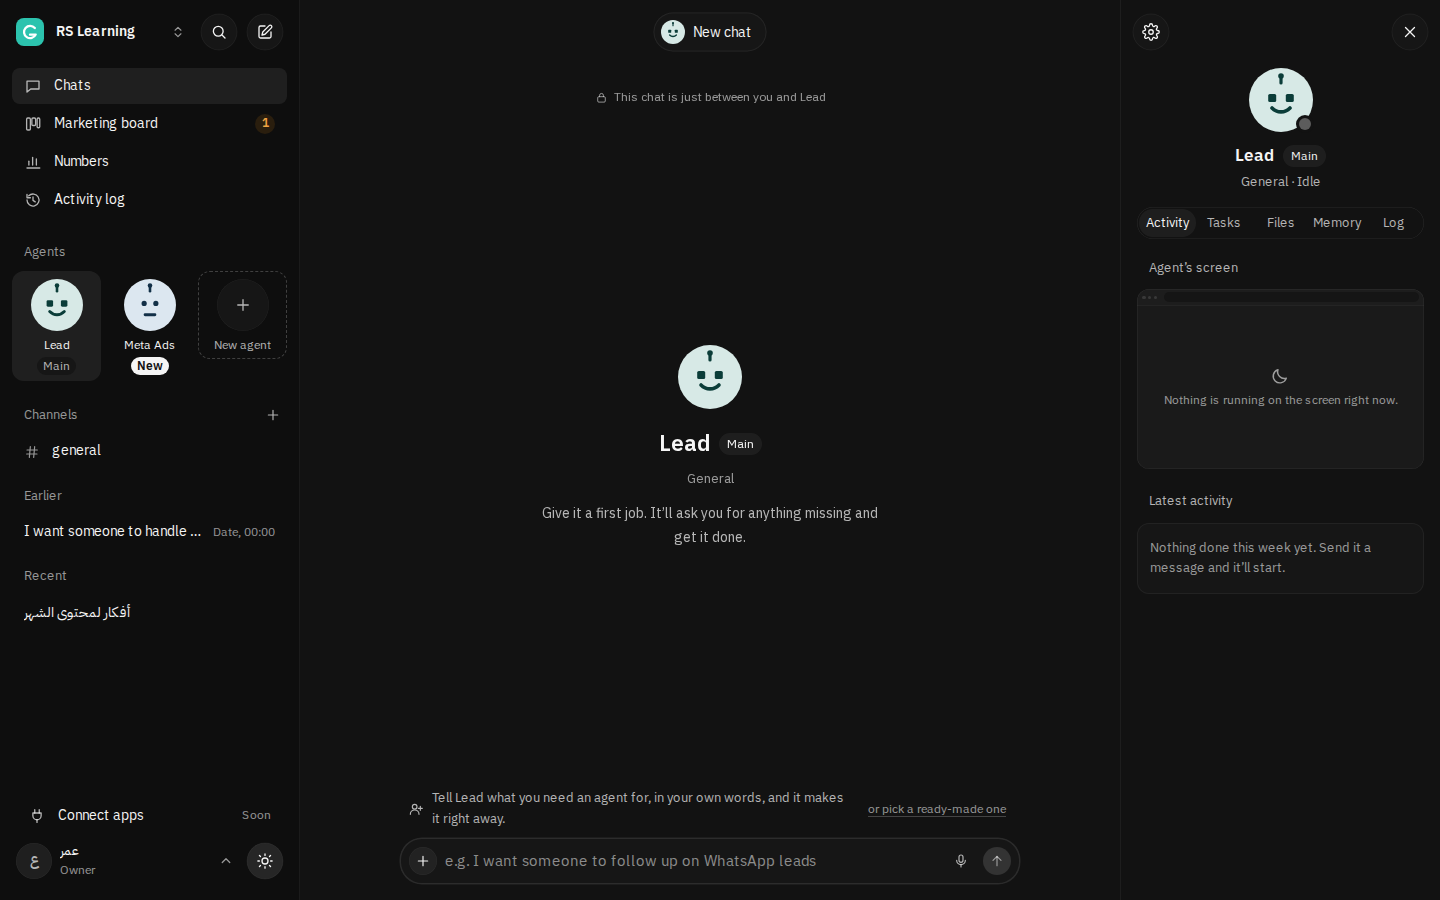 RS Learning
Chats
Marketing board
1
Numbers
Activity log
Agents
Lead
Main
Meta Ads
New
New agent
Channels
general
Earlier
I want someone to handle ...
Date, 00:00
Recent
أفكار لمحتوى الشهر
Connect apps
Soon
ع
عمر
Owner
New chat
This chat is just between you and Lead
Lead
Main
General
Give it a first job. It'll ask you for anything missing and
get it done.
Tell Lead what you need an agent for, in your own words, and it makes
it right away.
or pick a ready-made one
e.g. I want someone to follow up on WhatsApp leads
Lead
Main
General · Idle
Activity
Tasks
Files
Memory
Log
Agent's screen
Nothing is running on the screen right now.
Latest activity
Nothing done this week yet. Send it a
message and it'll start.